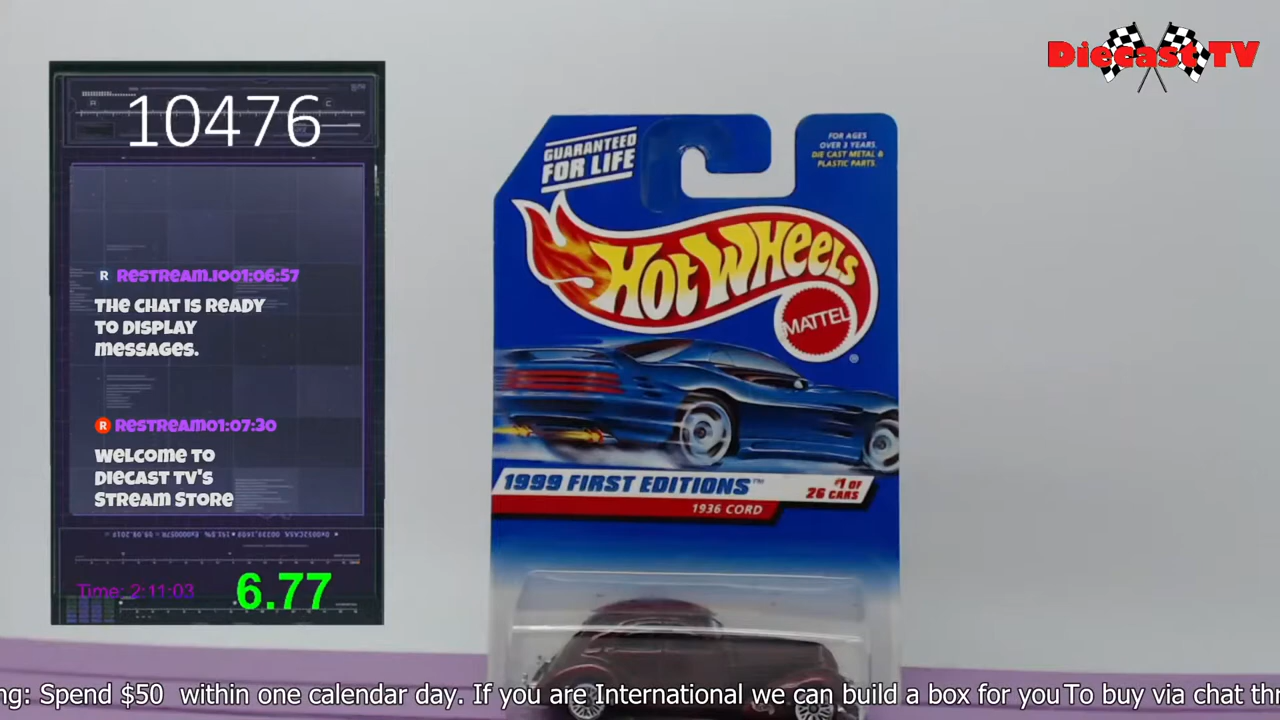 Diecast TV
10476
Restream.io01:06:57
The chat is ready
to display
messages.
Restream01:07:30
Welcome to
Diecast TV's
Stream Store
Time: 2:11:03
6.77
GUARANTEED
FOR LIFE
FOR AGES
OVER 3 YEARS.
DIE CAST METAL &
PLASTIC PARTS.
Hot Wheels
MATTEL
®
1999 FIRST EDITIONS™
#1 OF
26 CARS
1936 CORD
ng: Spend $50 within one calendar day. If you are International we can build a box for you To buy via chat thr